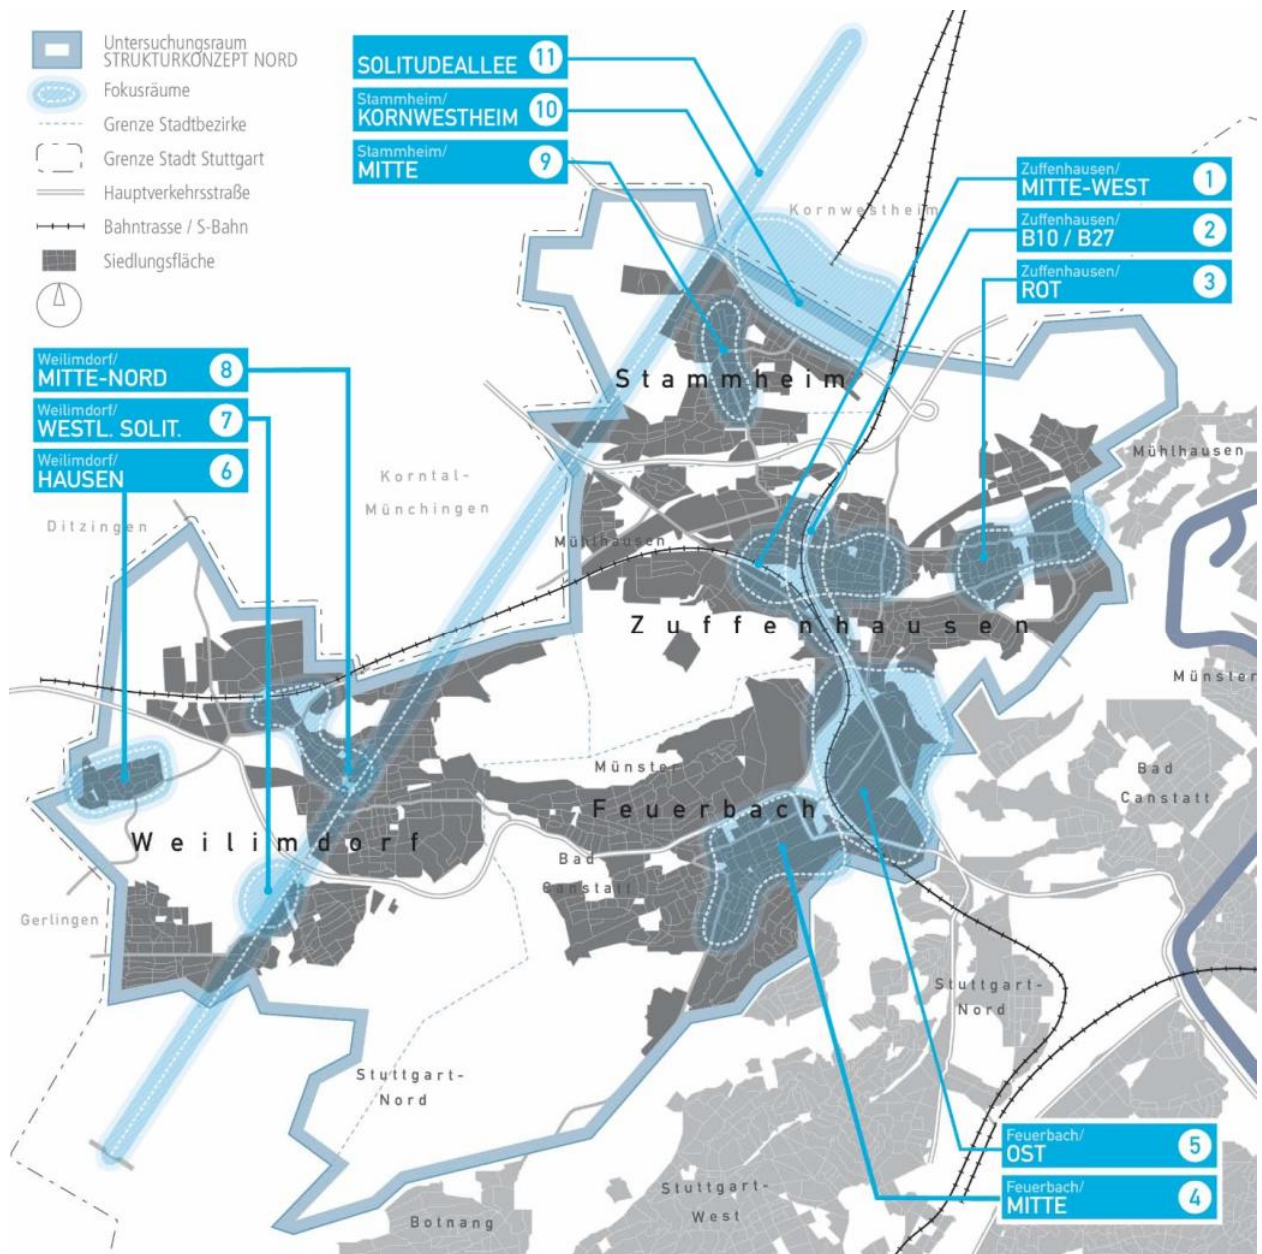 Untersuchungsraum
STRUKTURKONZEPT NORD
Fokusräume
Grenze Stadtbezirke
Grenze Stadt Stuttgart
Hauptverkehrsstraße
Bahntrasse / S-Bahn
Siedlungsfläche
SOLITUDEALLEE 11
Stammheim/
KORNWESTHEIM 10
Stammheim/
MITTE 9
Zuffenhausen/
MITTE-WEST 1
Zuffenhausen/
B10 / B27 2
Zuffenhausen/
ROT 3
Weilimdorf/
MITTE-NORD 8
Weilimdorf/
WESTL. SOLIT. 7
Weilimdorf/
HAUSEN 6
Kornwestheim
Stammheim
Mühlhausen
Korntal-
Münchingen
Ditzingen
Mühlhausen
Zuffenhausen
Münster
Münster
Bad
Canstatt
Feuerbach
Weilimdorf
Bad
Canstatt
Gerlingen
Stuttgart-
Nord
Stuttgart-
Nord
Feuerbach/
OST 5
Feuerbach/
MITTE 4
Stuttgart-
West
Botnang